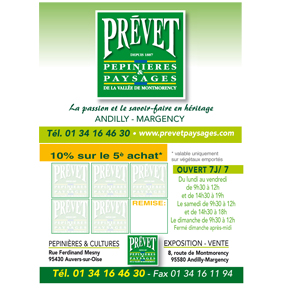 PRÉVET
DEPUIS 1887
PEPINIERES
&
PAYSAGES
DE LA VALLÉE DE MONTMORENCY
La passion et le savoir-faire en héritage
ANDILLY - MARGENCY
Tél. 01 34 16 46 30 • www.prevetpaysages.com
10% sur le 5e achat*
* valable uniquement
sur végétaux emportés
OUVERT 7J/ 7
Du lundi au vendredi
de 9h30 à 12h
et de 14h30 à 19h
Le samedi de 9h30 à 12h
et de 14h30 à 18h
Le dimanche de 9h30 à 12h
Fermé dimanche après-midi
REMISE:
PEPINIÈRES & CULTURES
Rue Ferdinand Mesny
95430 Auvers-sur-Oise
PRÉVET
PEPINIERES
&
PAYSAGES
EXPOSITION - VENTE
8, route de Montmorency
95580 Andilly-Margency
Tél. 01 34 16 46 30 - Fax 01 34 16 11 94